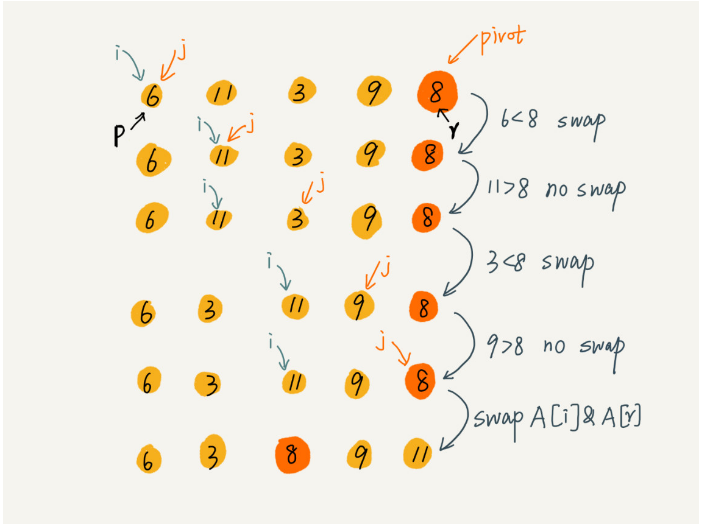 i j pivot
6 11 3 9 8
p i j r 6<8 swap
6 11 3 9 8
i j 11>8 no swap
6 11 3 9 8
i j 3<8 swap
6 3 11 9 8
i j 9>8 no swap
6 3 11 9 8
swap A[i]&A[r]
6 3 8 9 11